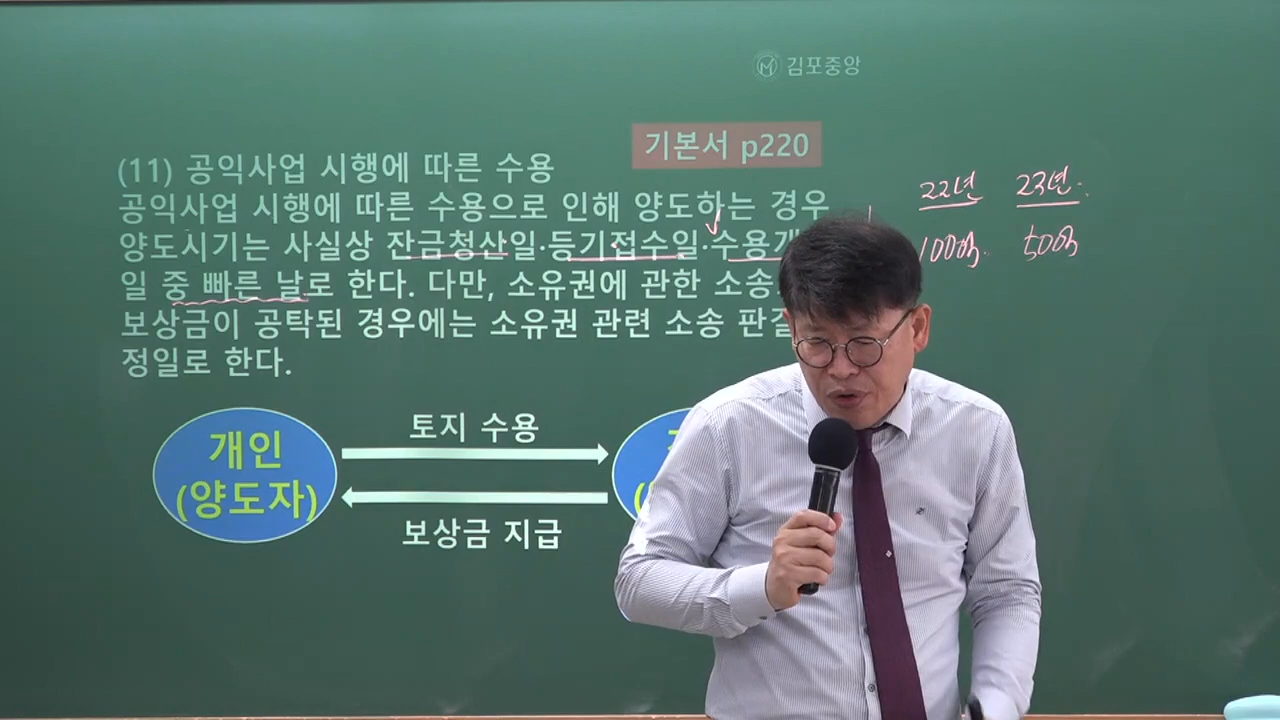 김포중앙
기본서 p220
(11) 공익사업 시행에 따른 수용
공익사업 시행에 따른 수용으로 인해 양도하는 경우
양도시기는 사실상 잔금청산일·등기접수일·수용개
일 중 빠른 날로 한다. 다만, 소유권에 관한 소송
보상금이 공탁된 경우에는 소유권 관련 소송 판결
정일로 한다.
22년 23년
100억 50억
개인
(양도자)
토지 수용
보상금 지급